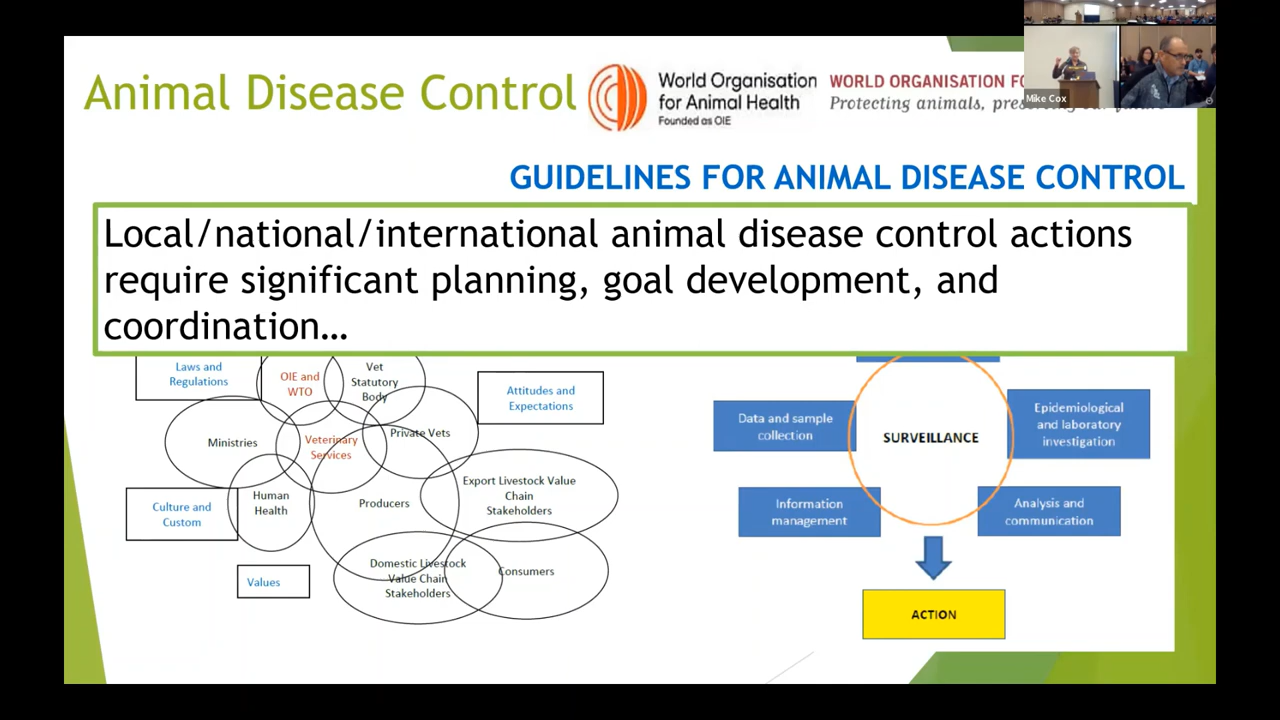 Animal Disease Control
World Organisation
for Animal Health
Founded as OIE
WORLD ORGANISATION FO
Protecting animals,
Mike Cox
GUIDELINES FOR ANIMAL DISEASE CONTROL
Local/national/international animal disease control actions
require significant planning, goal development, and
coordination…
Laws and
Regulations
OIE and
WTO
Vet
Statutory
Body
Attitudes and
Expectations
Ministries
Veterinary
Services
Private Vets
Human
Health
Producers
Export Livestock Value
Chain
Stakeholders
Culture and
Custom
Values
Domestic Livestock
Value Chain
Stakeholders
Consumers
Data and sample
collection
SURVEILLANCE
Epidemiological
and laboratory
investigation
Information
management
Analysis and
communication
ACTION